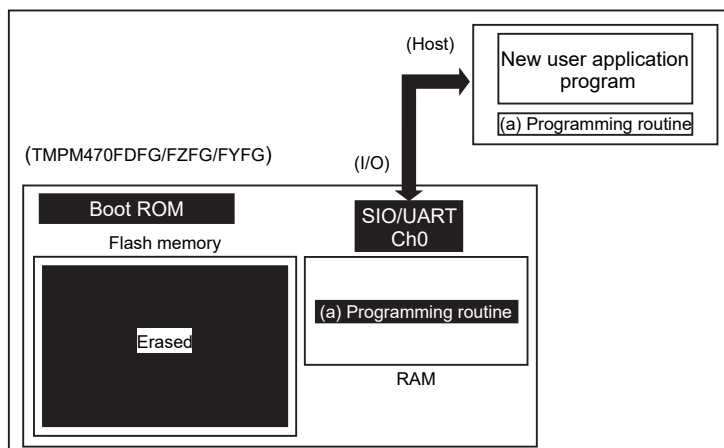 (Host)
New user application
program
(a) Programming routine
(TMPM470FDFG/FZFG/FYFG)
(I/O)
Boot ROM
SIO/UART
Ch0
Flash memory
(a) Programming routine
Erased
RAM